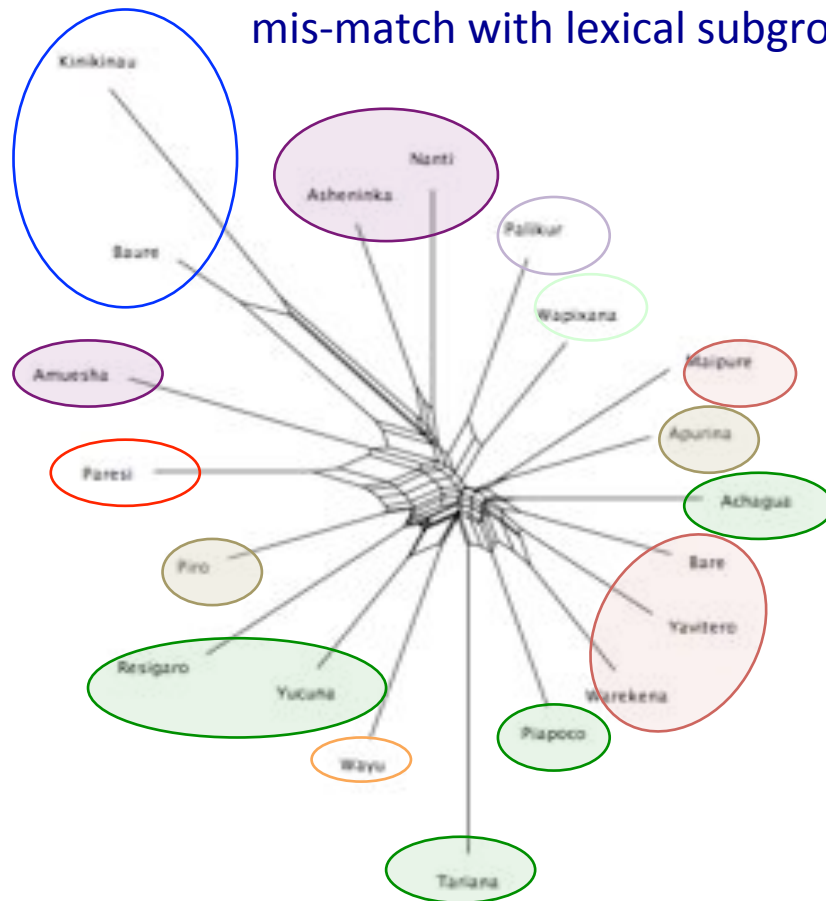 mis-match with lexical subgro
Kinikinau
Nanti
Asheninka
Palikur
Baure
Wapixana
Maipure
Amuesha
Apurina
Paresi
Achagua
Bare
Piro
Yavitero
Resigaro
Yucuna
Warekena
Piapoco
Wayu
Tariana